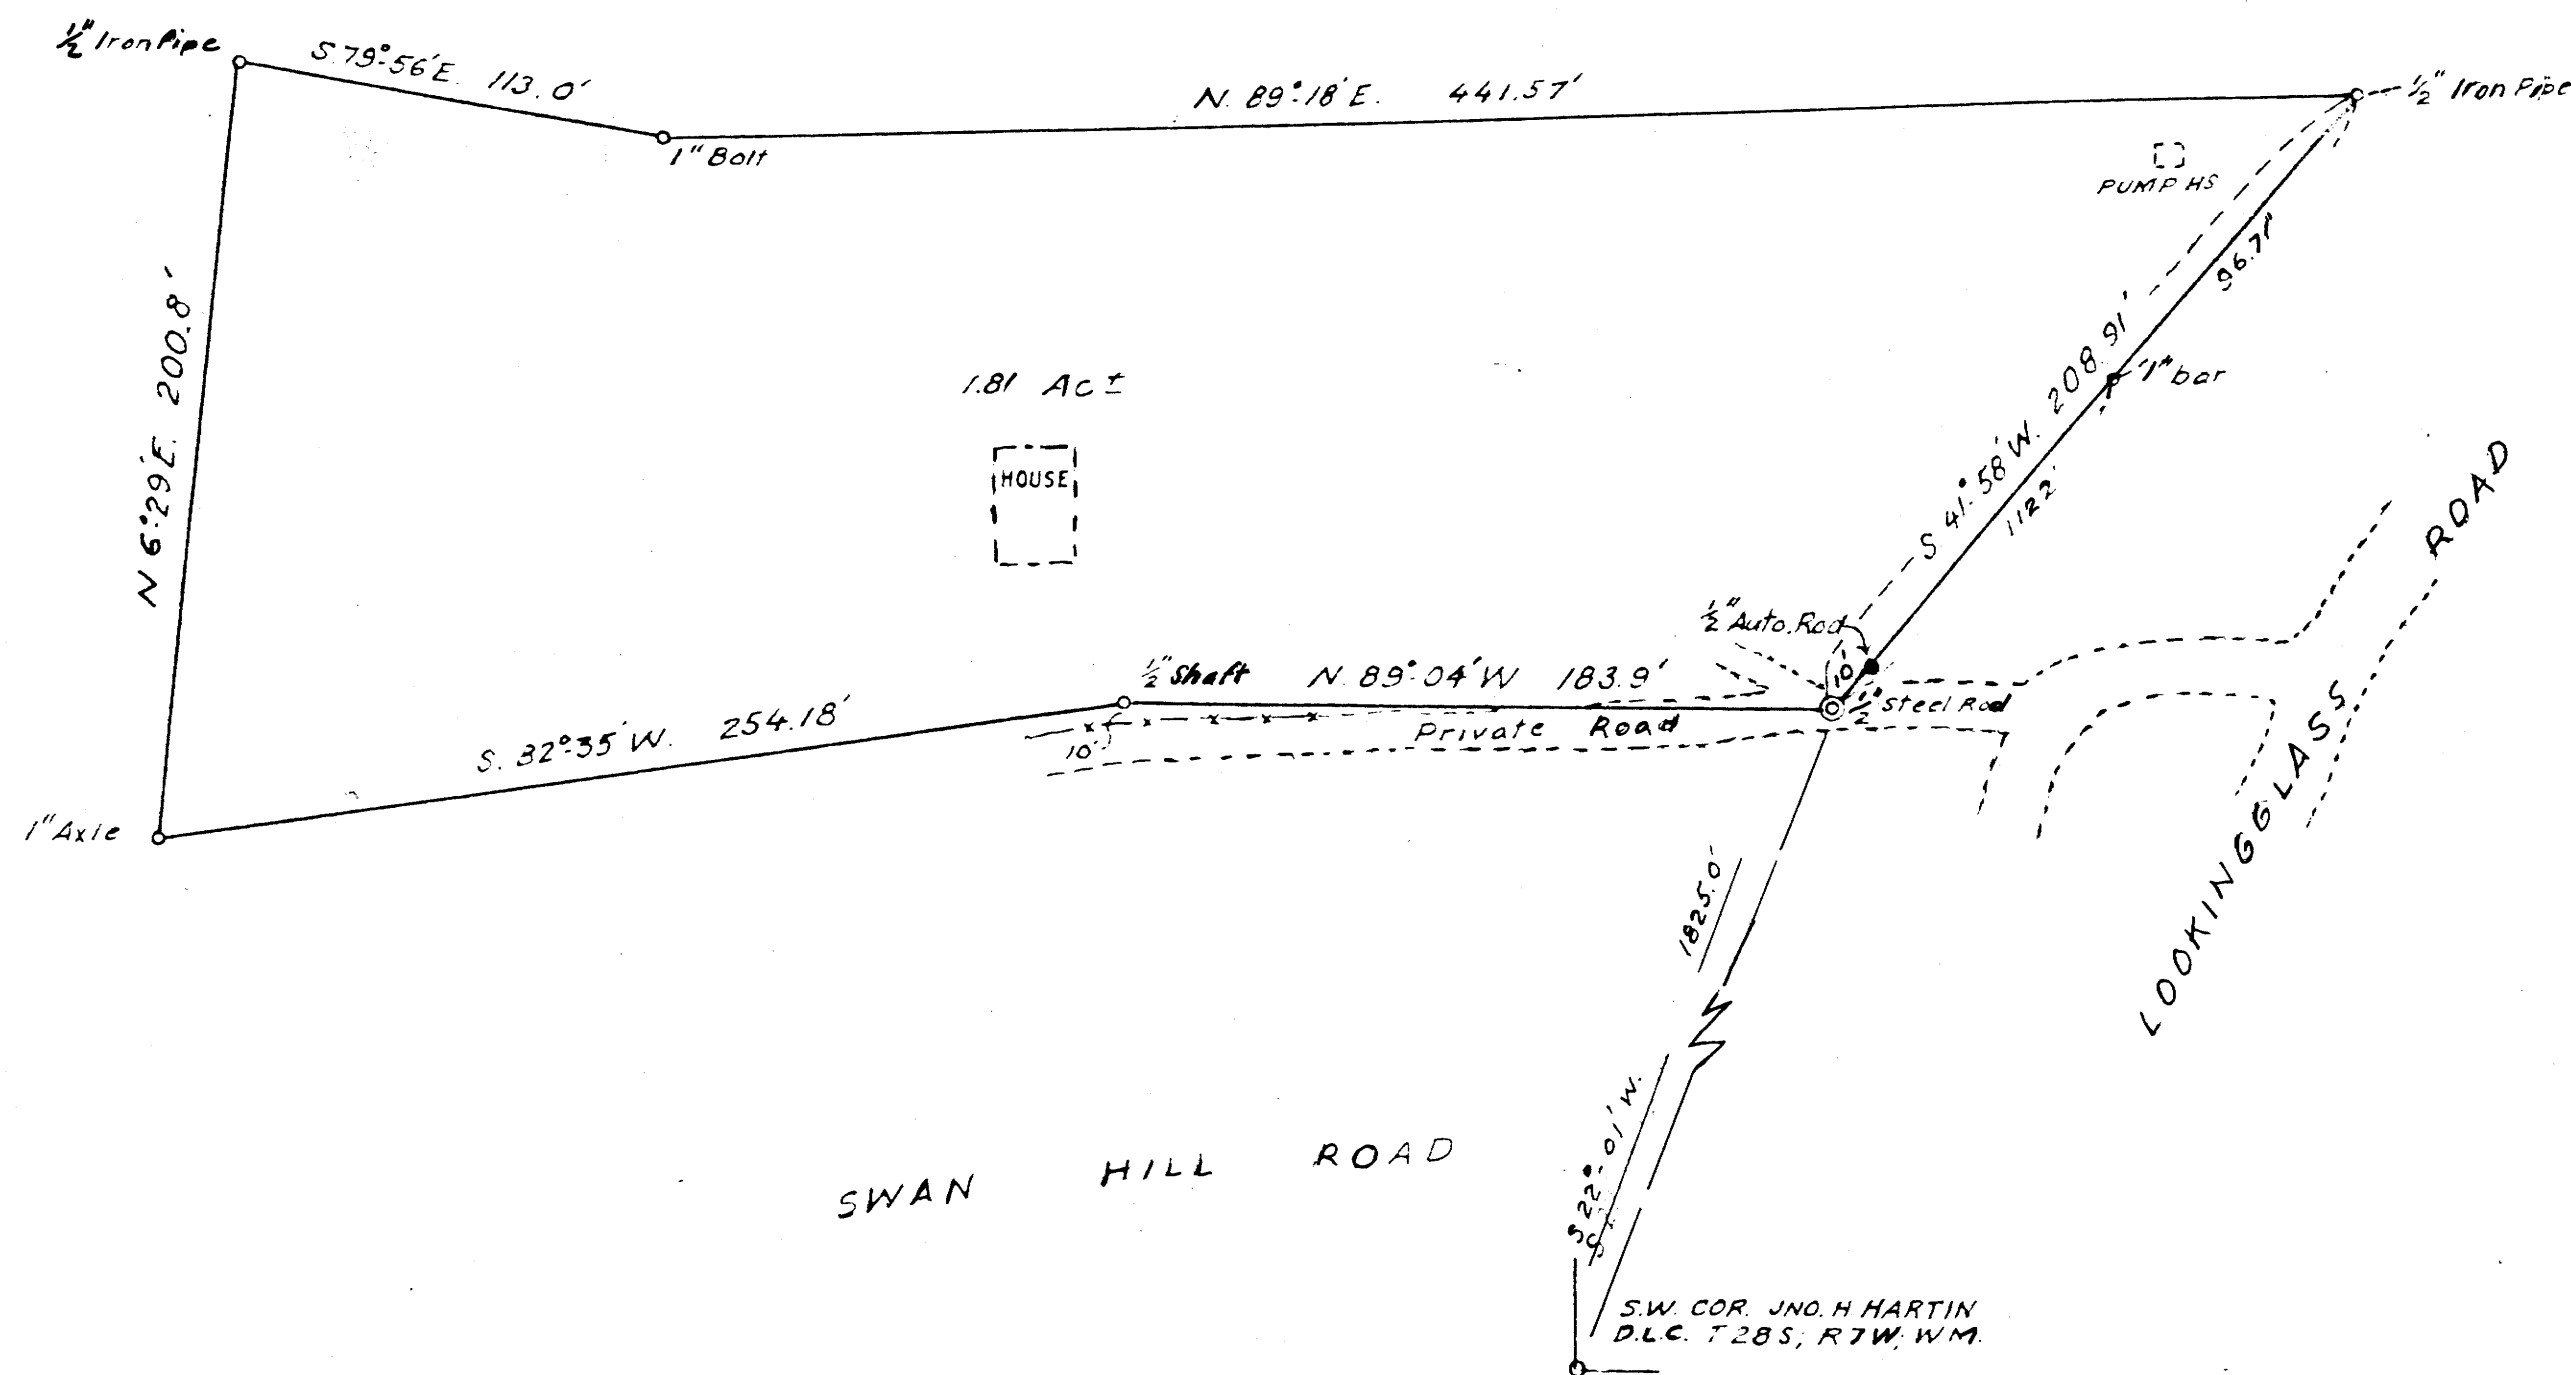 ½" Iron Pipe
S. 79°-56' E. 113.0'
N. 89°-18' E. 441.57'
½" Iron Pipe
1" Bolt
PUMP HS
96.71'
N 6°-29' E. 200.8'
1.81 Ac ±
HOUSE
S 41°-58' W. 208.91'
1" bar
112.2'
½" Auto. Rod
10'
½" Steel Rod
½" Shaft
N. 89°-04' W 183.9'
Private Road
10'
S. 82°-35' W. 254.18'
1" Axle
LOOKINGGLASS ROAD
1825.0'
S 22°-01' W.
SWAN HILL ROAD
S.W. COR. JNO. H HARTIN
D.L.C. T 28 S, R 7 W, W M.